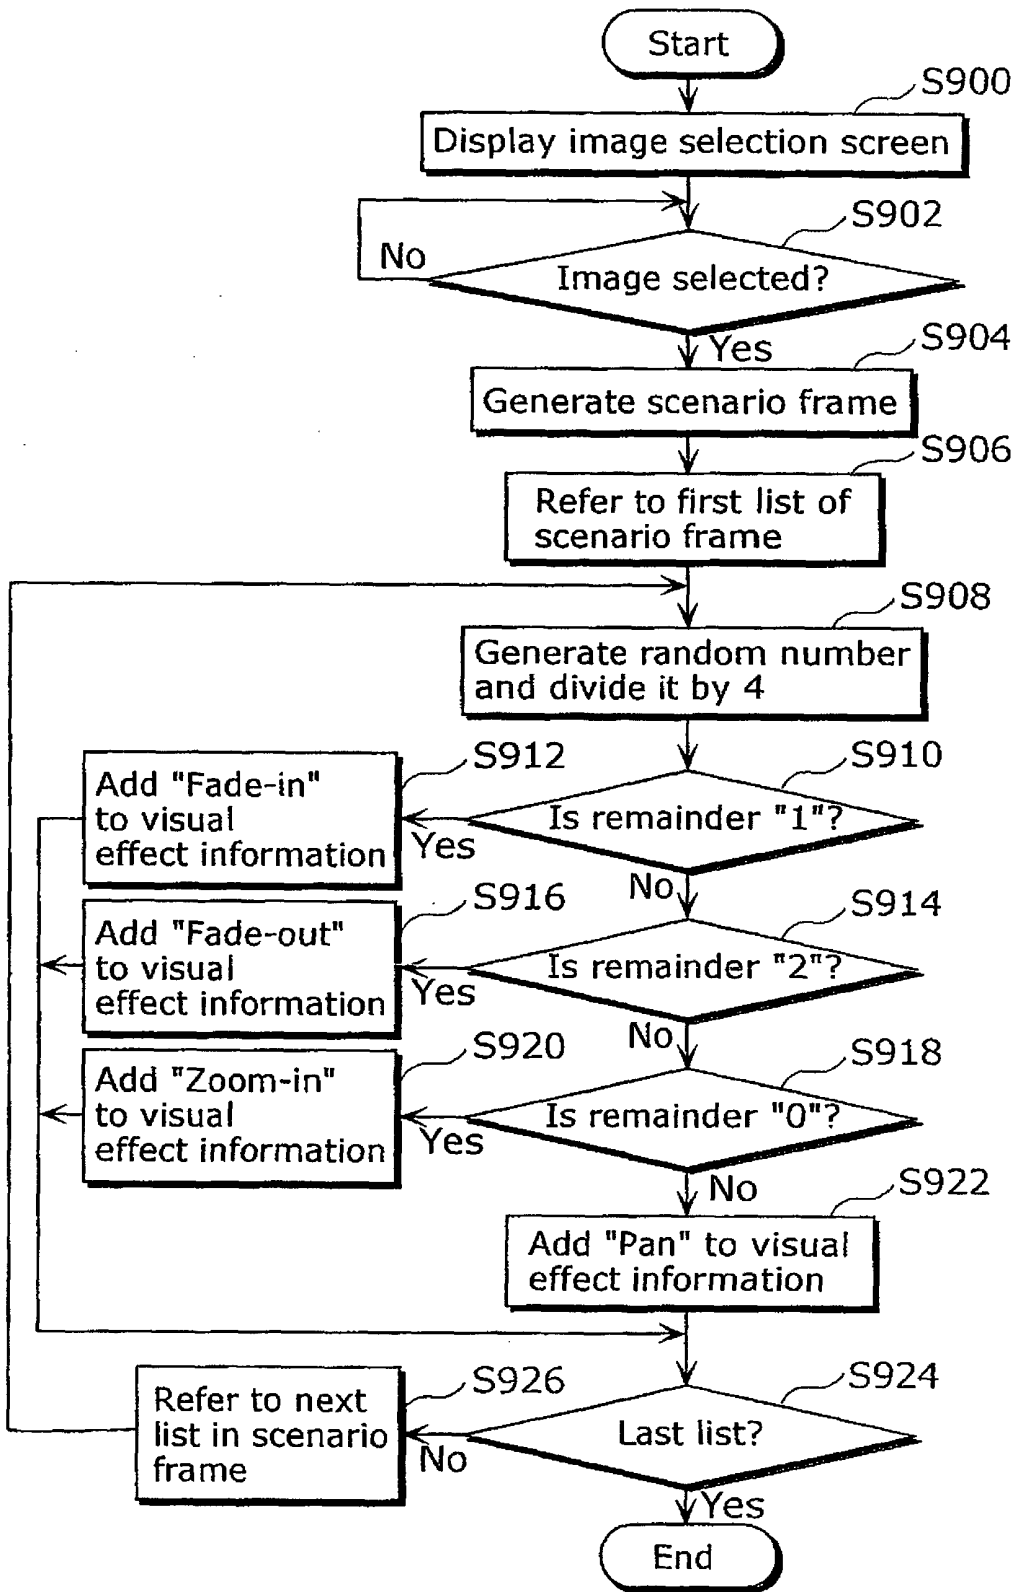 Start
S900
Display image selection screen
S902
No
Image selected?
Yes
S904
Generate scenario frame
S906
Refer to first list of
scenario frame
S908
Generate random number
and divide it by 4
S912
S910
Add "Fade-in"
to visual
effect information
Yes
Is remainder "1"?
No
S916
S914
Add "Fade-out"
to visual
effect information
Yes
Is remainder "2"?
No
S920
S918
Add "Zoom-in"
to visual
effect information
Yes
Is remainder "0"?
No
S922
Add "Pan" to visual
effect information
S926
S924
Refer to next
list in scenario
frame
No
Last list?
Yes
End